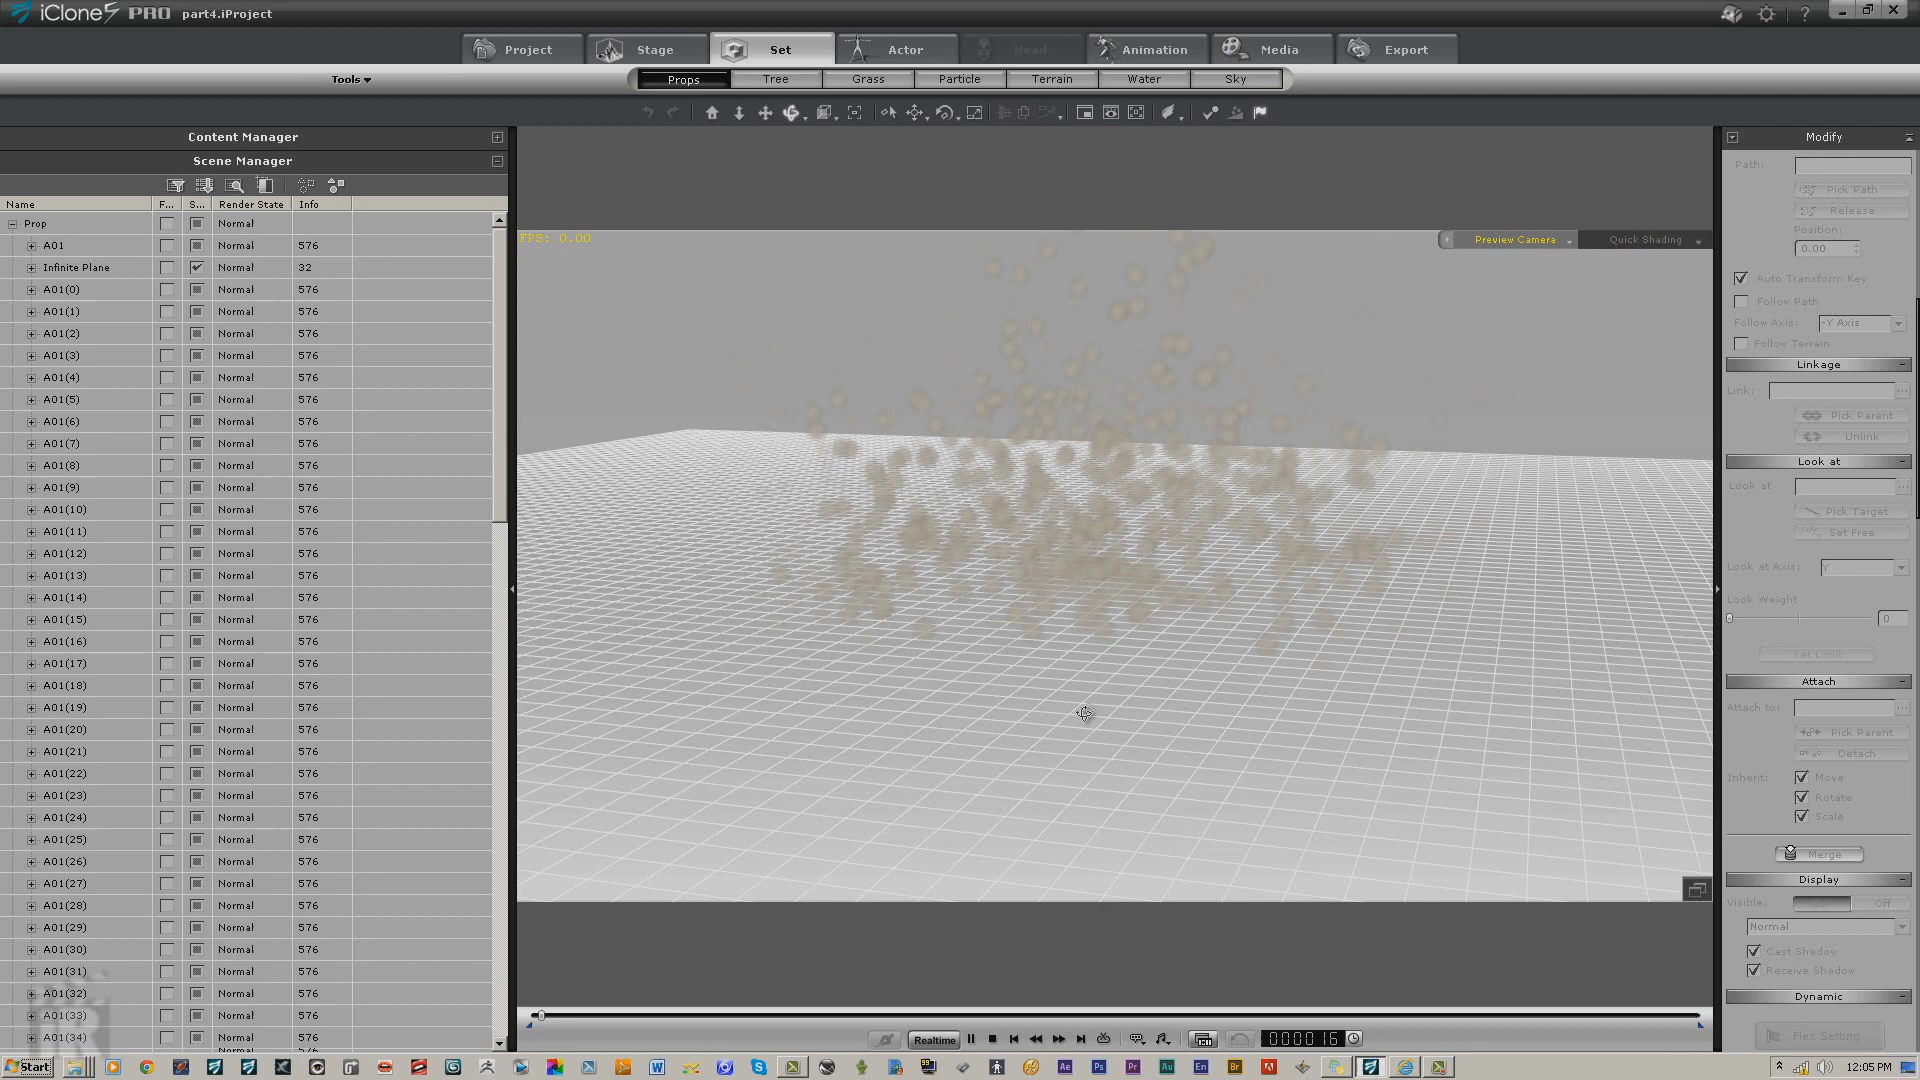 iClone5 PRO part4.iProject
Project Stage Set Actor Head Animation Media Export
Tools Props Tree Grass Particle Terrain Water Sky
Content Manager
Scene Manager
Name F... S... Render State Info
Prop Normal
A01 Normal 576
Infinite Plane Normal 32
A01(0) Normal 576
A01(1) Normal 576
A01(2) Normal 576
A01(3) Normal 576
A01(4) Normal 576
A01(5) Normal 576
A01(6) Normal 576
A01(7) Normal 576
A01(8) Normal 576
A01(9) Normal 576
A01(10) Normal 576
A01(11) Normal 576
A01(12) Normal 576
A01(13) Normal 576
A01(14) Normal 576
A01(15) Normal 576
A01(16) Normal 576
A01(17) Normal 576
A01(18) Normal 576
A01(19) Normal 576
A01(20) Normal 576
A01(21) Normal 576
A01(22) Normal 576
A01(23) Normal 576
A01(24) Normal 576
A01(25) Normal 576
A01(26) Normal 576
A01(27) Normal 576
A01(28) Normal 576
A01(29) Normal 576
A01(30) Normal 576
A01(31) Normal 576
A01(32) Normal 576
A01(33) Normal 576
A01(34) Normal 576
FPS: 0.00
Preview Camera Quick Shading
Realtime 000016
Modify
Path:
Pick Path
Release
Position:
0.00
Auto Transform Key
Follow Path
Follow Axis: -Y Axis
Follow Terrain
Linkage
Link:
Pick Parent
Unlink
Look at
Look at
Pick Target
Set Free
Look at Axis: Y
Look Weight
0
Set Limit
Attach
Attach to:
Pick Parent
Detach
Inherit: Move
Rotate
Scale
Merge
Display
Visible: Off
Normal
Cast Shadow
Receive Shadow
Dynamic
Flex Setting
Start
Ae Ps Pr Au En Br
12:05 PM